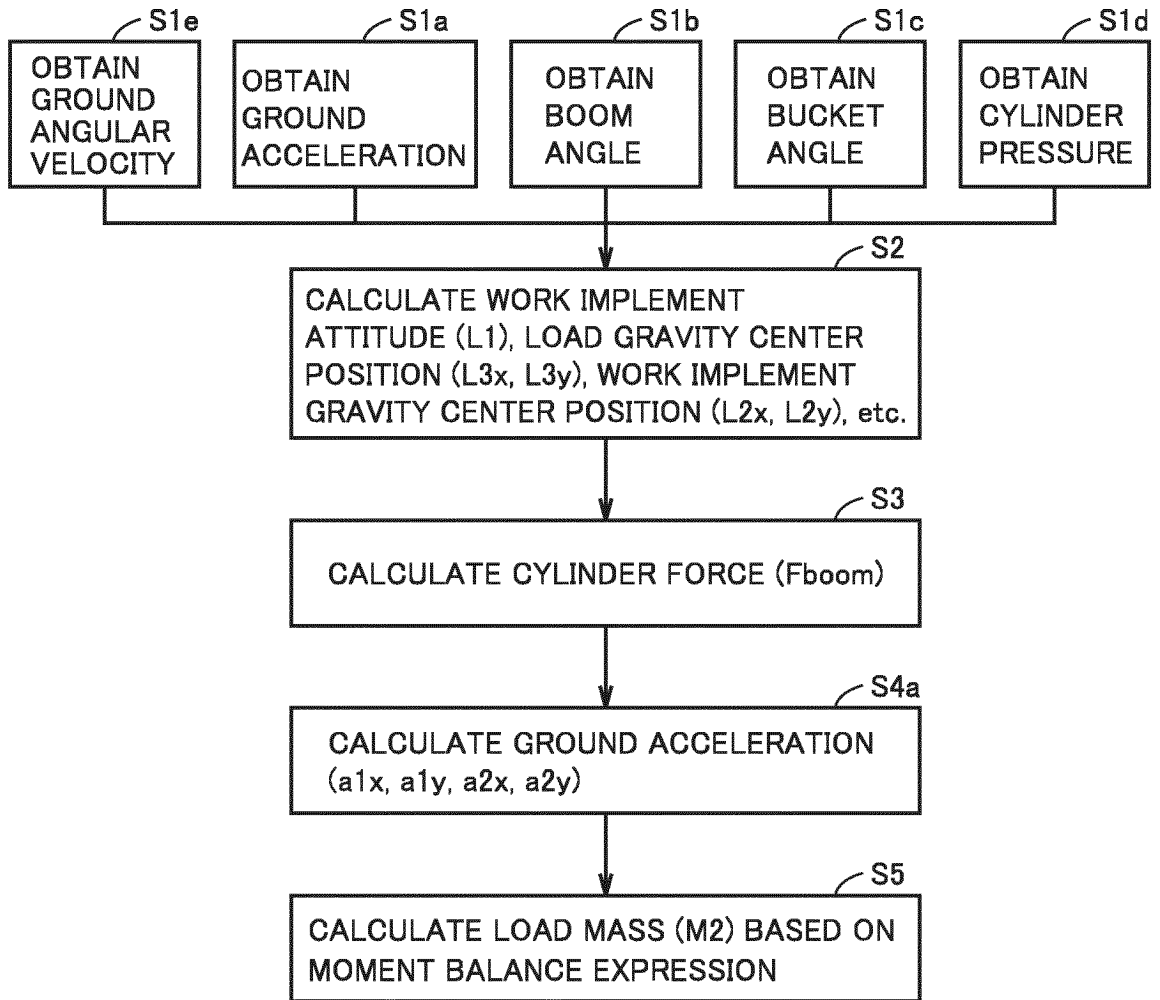 S1e
OBTAIN
GROUND
ANGULAR
VELOCITY
S1a
OBTAIN
GROUND
ACCELERATION
S1b
OBTAIN
BOOM
ANGLE
S1c
OBTAIN
BUCKET
ANGLE
S1d
OBTAIN
CYLINDER
PRESSURE
S2
CALCULATE WORK IMPLEMENT
ATTITUDE (L1), LOAD GRAVITY CENTER
POSITION (L3x, L3y), WORK IMPLEMENT
GRAVITY CENTER POSITION (L2x, L2y), etc.
S3
CALCULATE CYLINDER FORCE (Fboom)
S4a
CALCULATE GROUND ACCELERATION
(a1x, a1y, a2x, a2y)
S5
CALCULATE LOAD MASS (M2) BASED ON
MOMENT BALANCE EXPRESSION